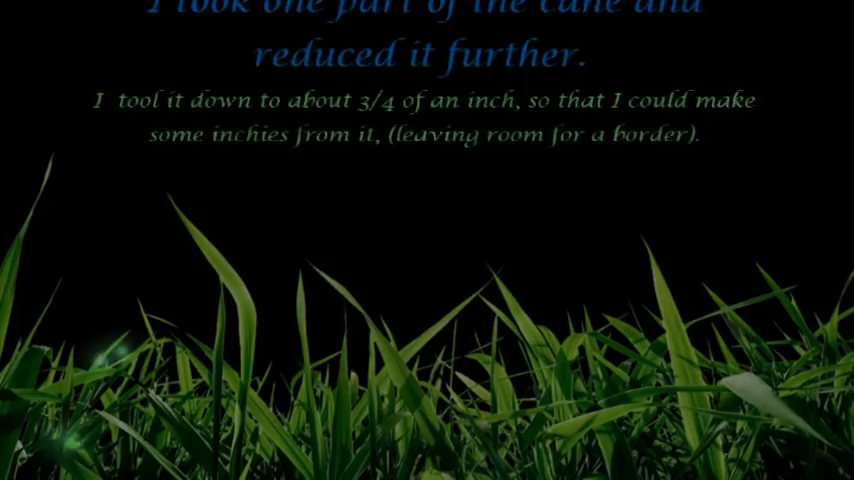 I took one part of the cane and
reduced it further.
I tool it down to about 3/4 of an inch, so that I could make
some inchies from it, (leaving room for a border).